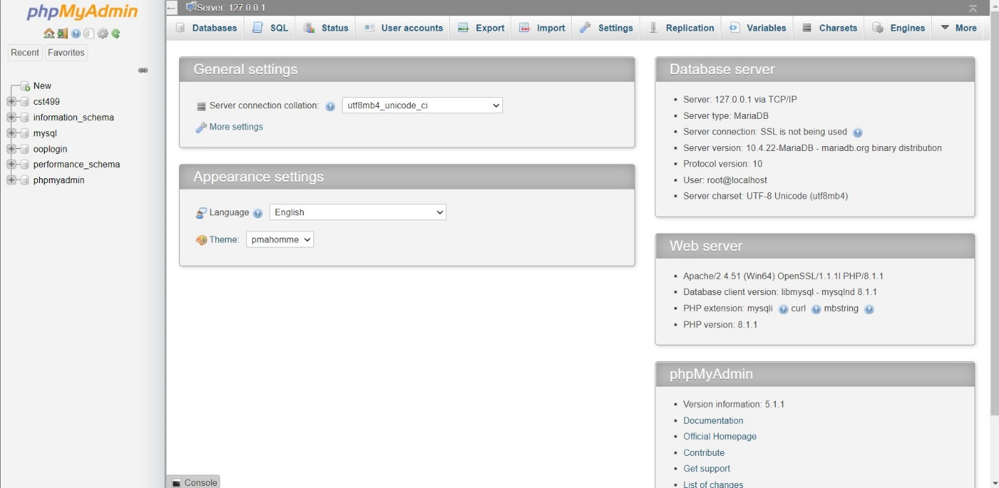 phpMyAdmin
Recent Favorites
New
cst499
information_schema
mysql
ooplogin
performance_schema
phpmyadmin
Server: 127.0.0.1
Databases SQL Status User accounts Export Import Settings Replication Variables Charsets Engines More
General settings
Server connection collation: utf8mb4_unicode_ci
More settings
Appearance settings
Language English
Theme: pmahomme
Database server
• Server: 127.0.0.1 via TCP/IP
• Server type: MariaDB
• Server connection: SSL is not being used
• Server version: 10.4.22-MariaDB - mariadb.org binary distribution
• Protocol version: 10
• User: root@localhost
• Server charset: UTF-8 Unicode (utf8mb4)
Web server
• Apache/2.4.51 (Win64) OpenSSL/1.1.1l PHP/8.1.1
• Database client version: libmysql - mysqlnd 8.1.1
• PHP extension: mysqli curl mbstring
• PHP version: 8.1.1
phpMyAdmin
• Version information: 5.1.1
• Documentation
• Official Homepage
• Contribute
• Get support
• List of changes
Console